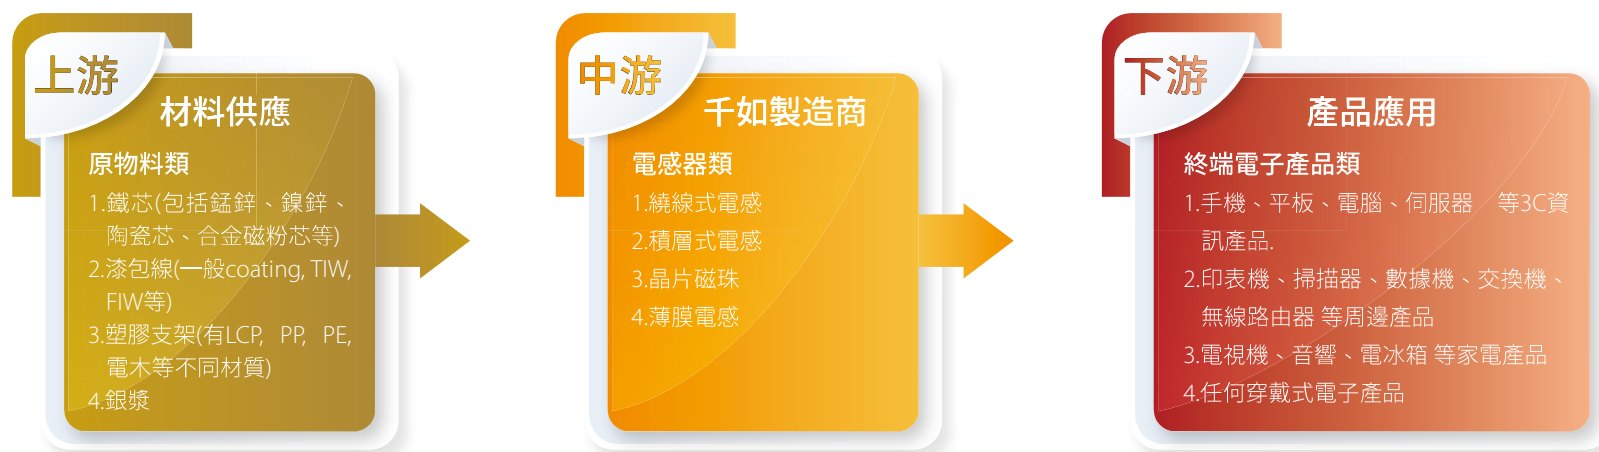 上游
材料供應
原物料類
1.鐵芯(包括錳鋅、鎳鋅、
陶瓷芯、合金磁粉芯等)
2.漆包線(一般coating, TIW,
FIW等)
3.塑膠支架(有LCP, PP, PE,
電木等不同材質)
4.銀漿
中游
千如製造商
電感器類
1.繞線式電感
2.積層式電感
3.晶片磁珠
4.薄膜電感
下游
產品應用
終端電子產品類
1.手機、平板、電腦、伺服器 等3C資
訊產品.
2.印表機、掃描器、數據機、交換機、
無線路由器 等周邊產品
3.電視機、音響、電冰箱 等家電產品
4.任何穿戴式電子產品